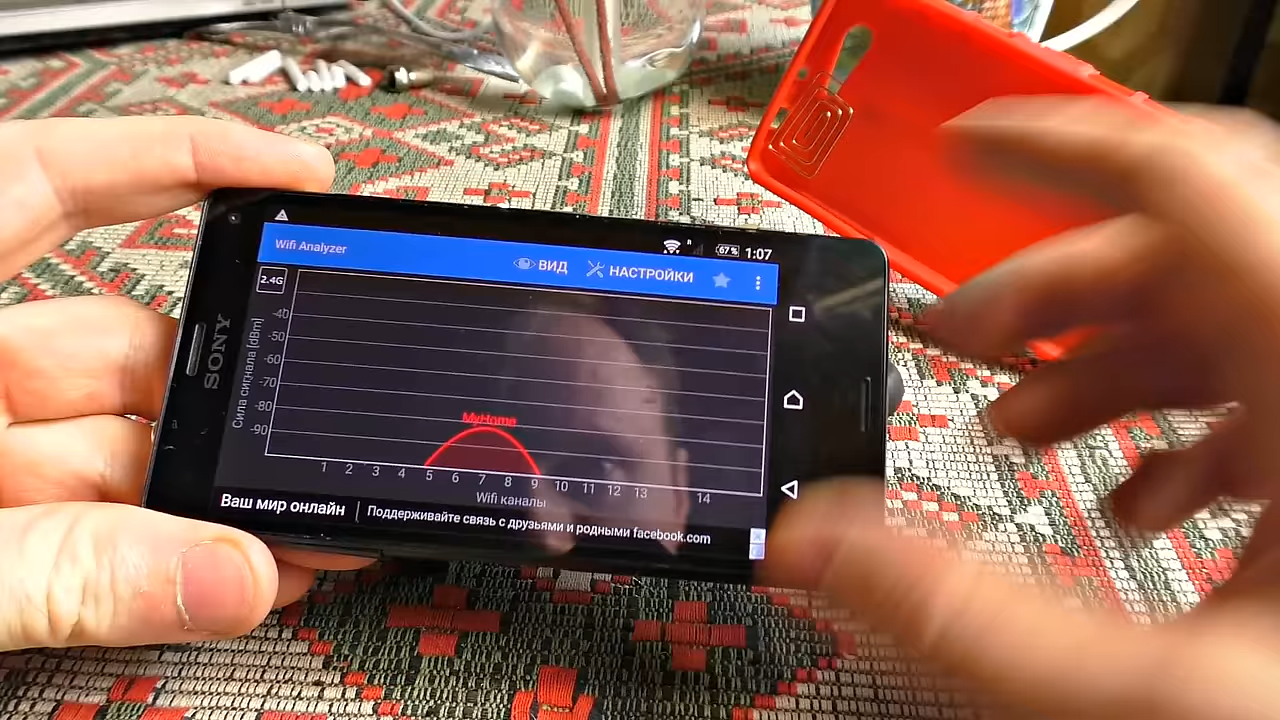 SONY
67% 1:07
Wifi Analyzer
ВИД
НАСТРОЙКИ
2.4G
Сила сигнала [dBm]
-40
-50
-60
-70
-80
-90
MyHome
1 2 3 4 5 6 7 8 9 10 11 12 13 14
Wifi каналы
Ваш мир онлайн
Поддерживайте связь с друзьями и родными facebook.com